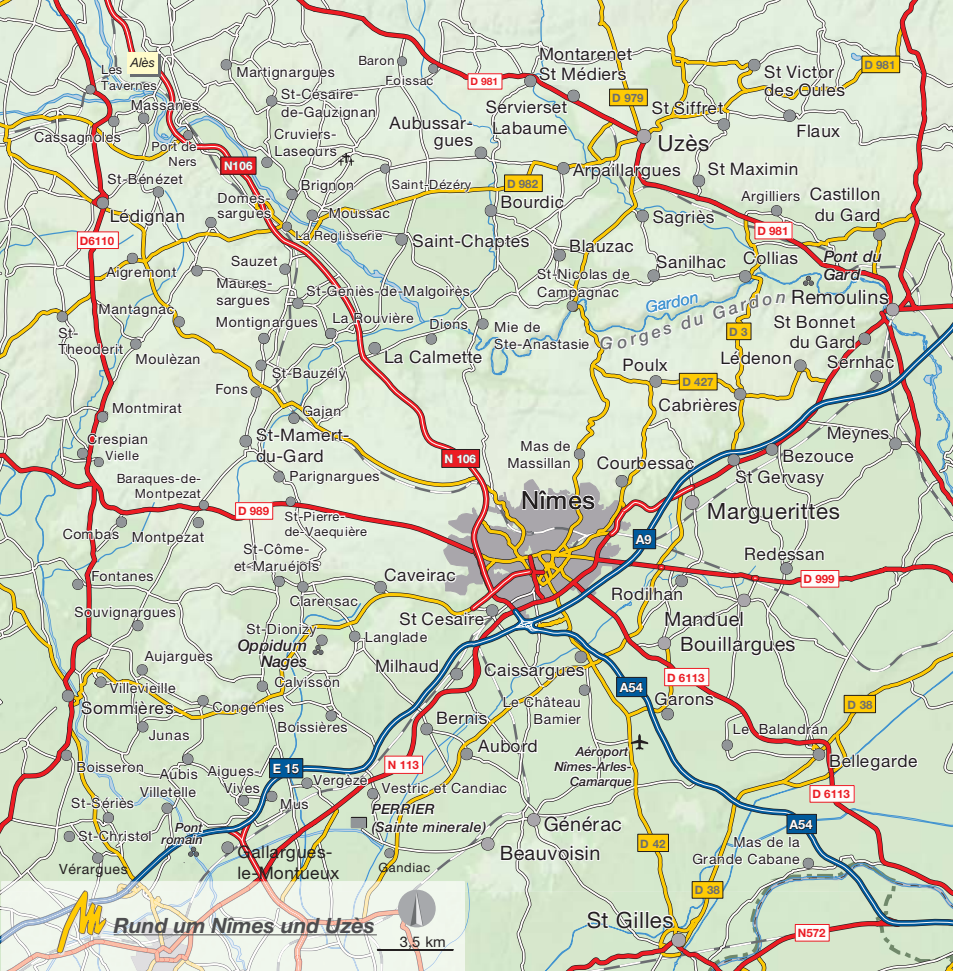 Alès
Les
Tavernes
Massanes
Cassagnoles
Port de
Ners
Martignargues
St-Césaire-
de-Gauzignan
Cruviers-
Laseours
Baron
Foissac
D 981
Montarenet
St Médiers
Servierset
Labaume
D 979
St Siffret
St Victor
des Oules
D 981
Flaux
Aubussar-
gues
Uzès
N106
St-Bénézet
Lédignan
Domes-
sargues
Brignon
Moussac
La Reglisserie
Saint-Dézéry
D 982
Arpaillargues
Bourdic
St Maximin
Argilliers
Castillon
du Gard
Sagriès
D 981
D6110
Aigremont
Sauzet
Saint-Chaptes
Blauzac
Sanilhac
Collias
Pont du
Gard
Maures-
sargues
St-Geniès-de-Malgoirès
St-Nicolas de
Campagnac
Gardon
Gorges du Gardon
Remoulins
Mantagnac
Montignargues
La Rouvière
Dions
Mie de
Ste-Anastasie
St-
Theoderit
Moulèzan
La Calmette
D 3
St Bonnet
du Gard
Lédenon
Sernhac
Poulx
D 427
Cabrières
St-Bauzély
Fons
Gajan
Montmirat
St-Mamert-
du-Gard
Crespian
Vielle
Parignargues
N 106
Mas de
Massillan
Courbessac
Meynes
Bezouce
St Gervasy
Baraques-de-
Montpezat
D 989
St-Pierre-
de-Vaequière
Nîmes
Marguerittes
A9
Combas
Montpezat
St-Côme-
et-Maruéjols
Redessan
D 999
Fontanes
Clarensac
Caveirac
Rodilhan
Souvignargues
St-Dionizy
Oppidum
Nages
Langlade
St Cesaire
Manduel
Bouillargues
Aujargues
Milhaud
Caissargues
Calvisson
Villevieille
Sommières
Congénies
Boissières
Bernis
Le Château
Bamier
A54
D 6113
Garons
D 38
Junas
Aubord
Aéroport
Nîmes-Arles-
Camarque
Le Balandran
Bellegarde
Boisseron
Aubis
Villetelle
Aigues-
Vives
E 15
Vergèze
N 113
Vestric et Candiac
D 6113
St-Sériès
Mus
PERRIER
(Sainte minerale)
Générac
A54
St-Christol
Pont
romain
Gallargues-
le-Montueux
Gandiac
Beauvoisin
D 42
Mas de la
Grande Cabane
Vérargues
D 38
St Gilles
N572
Rund um Nîmes und Uzès
3,5 km